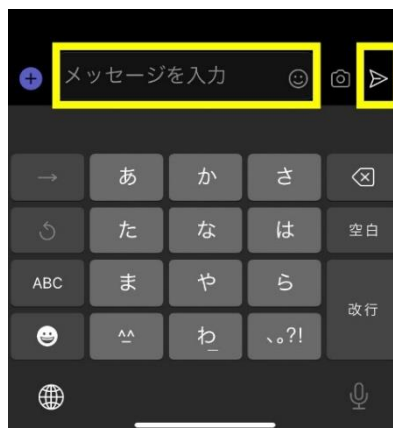 メッセージを入力
→ あ か さ
た な は 空白
ABC ま や ら 改行
^^ わ_ 、。?!